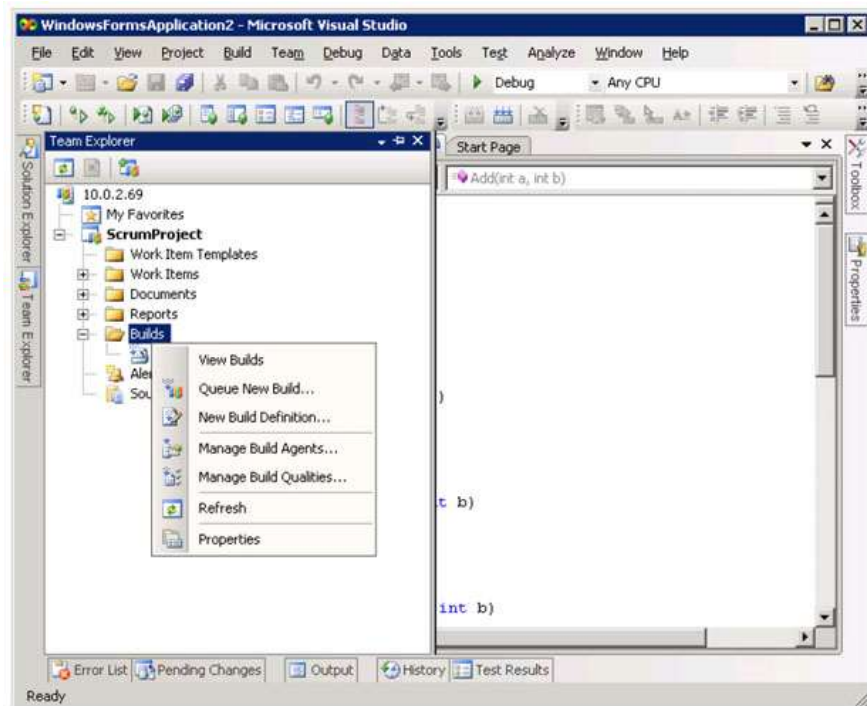 WindowsFormsApplication2 - Microsoft Visual Studio
File Edit View Project Build Team Debug Data Tools Test Analyze Window Help
Debug Any CPU
Team Explorer
Start Page
Add(int a, int b)
10.0.2.69
My Favorites
ScrumProject
Work Item Templates
Work Items
Documents
Reports
Builds
Ale
Sou
View Builds
Queue New Build...
New Build Definition...
Manage Build Agents...
Manage Build Qualities...
Refresh
Properties
)
t b)
int b)
Solution Explorer
Team Explorer
Toolbox
Properties
Error List Pending Changes Output History Test Results
Ready